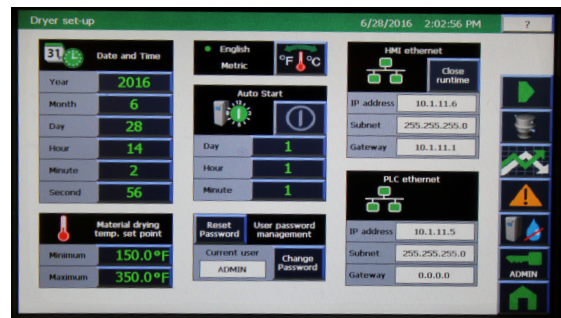 Dryer set-up 6/28/2016 2:02:56 PM ?
31 Date and Time
Year 2016
Month 6
Day 28
Hour 14
Minute 2
Second 56
Material drying
temp. set point
Minimum 150.0°F
Maximum 350.0°F
English
Metric
°F °C
Auto Start
Day 1
Hour 1
Minute 1
Reset
Password
User password
management
Current user
ADMIN
Change
Password
HMI ethernet
Close
runtime
IP address 10.1.11.6
Subnet 255.255.255.0
Gateway 10.1.11.1
PLC ethernet
IP address 10.1.11.5
Subnet 255.255.255.0
Gateway 0.0.0.0
ADMIN